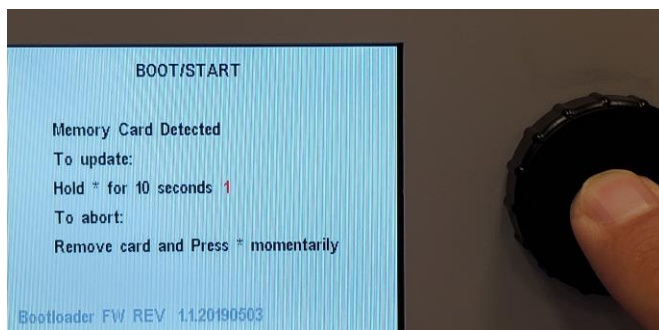 BOOT/START
Memory Card Detected
To update:
Hold * for 10 seconds 1
To abort:
Remove card and Press * momentarily
Bootloader FW REV 1.1.20190503